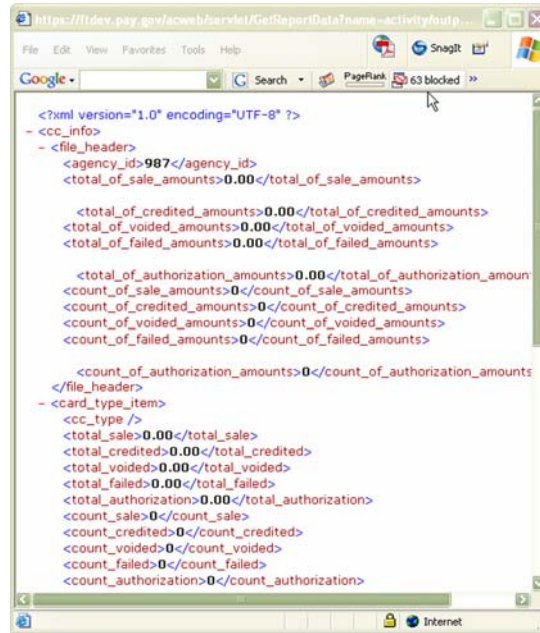 https://ftdev.pay.gov/acweb/servlet/GetReportData?name=activity/outp...
File Edit View Favorites Tools Help SnagIt
Google Search PageRank 63 blocked »
<?xml version="1.0" encoding="UTF-8" ?>
- <cc_info>
- <file_header>
<agency_id>987</agency_id>
<total_of_sale_amounts>0.00</total_of_sale_amounts>
<total_of_credited_amounts>0.00</total_of_credited_amounts>
<total_of_voided_amounts>0.00</total_of_voided_amounts>
<total_of_failed_amounts>0.00</total_of_failed_amounts>
<total_of_authorization_amounts>0.00</total_of_authorization_amoun
<count_of_sale_amounts>0</count_of_sale_amounts>
<count_of_credited_amounts>0</count_of_credited_amounts>
<count_of_voided_amounts>0</count_of_voided_amounts>
<count_of_failed_amounts>0</count_of_failed_amounts>
<count_of_authorization_amounts>0</count_of_authorization_amounts
</file_header>
- <card_type_item>
<cc_type />
<total_sale>0.00</total_sale>
<total_credited>0.00</total_credited>
<total_voided>0.00</total_voided>
<total_failed>0.00</total_failed>
<total_authorization>0.00</total_authorization>
<count_sale>0</count_sale>
<count_credited>0</count_credited>
<count_voided>0</count_voided>
<count_failed>0</count_failed>
<count_authorization>0</count_authorization>
Internet